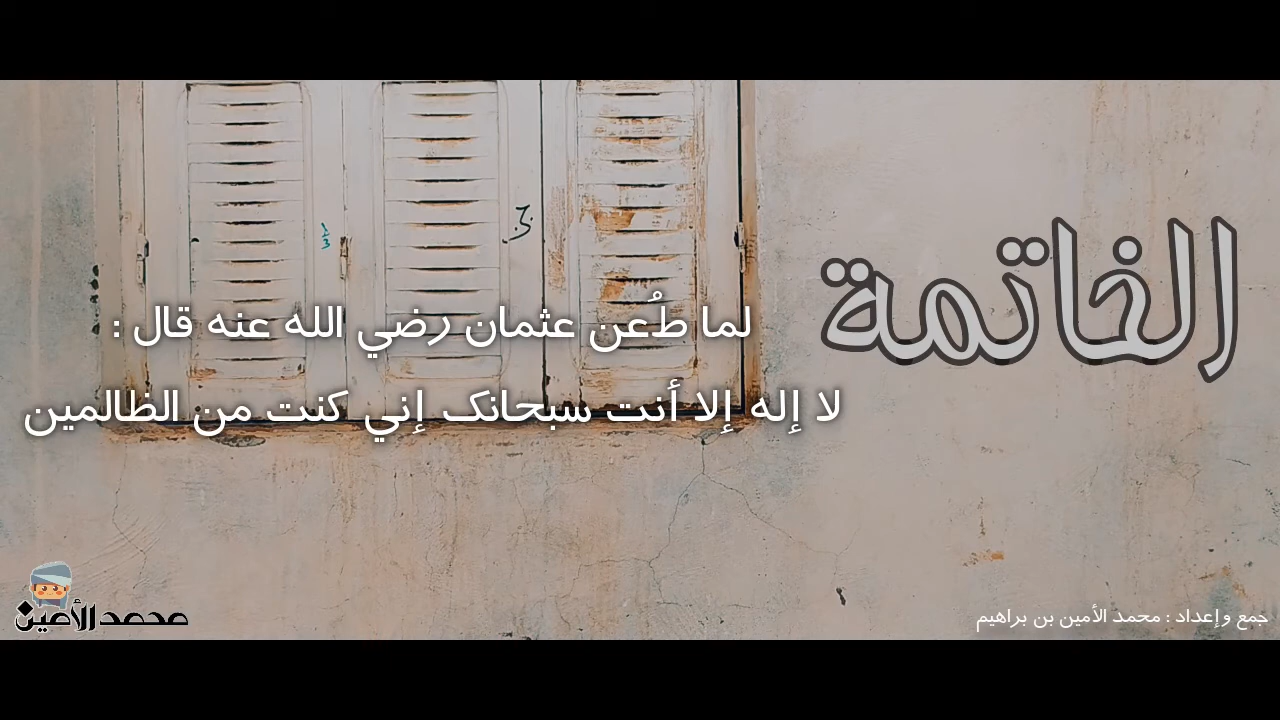 الخاتمة
لما طُعن عثمان رضي الله عنه قال :
لا إله إلا أنت سبحانك إني كنت من الظالمين
جمع وإعداد : محمد الأمين بن براهيم
محمد الأمين